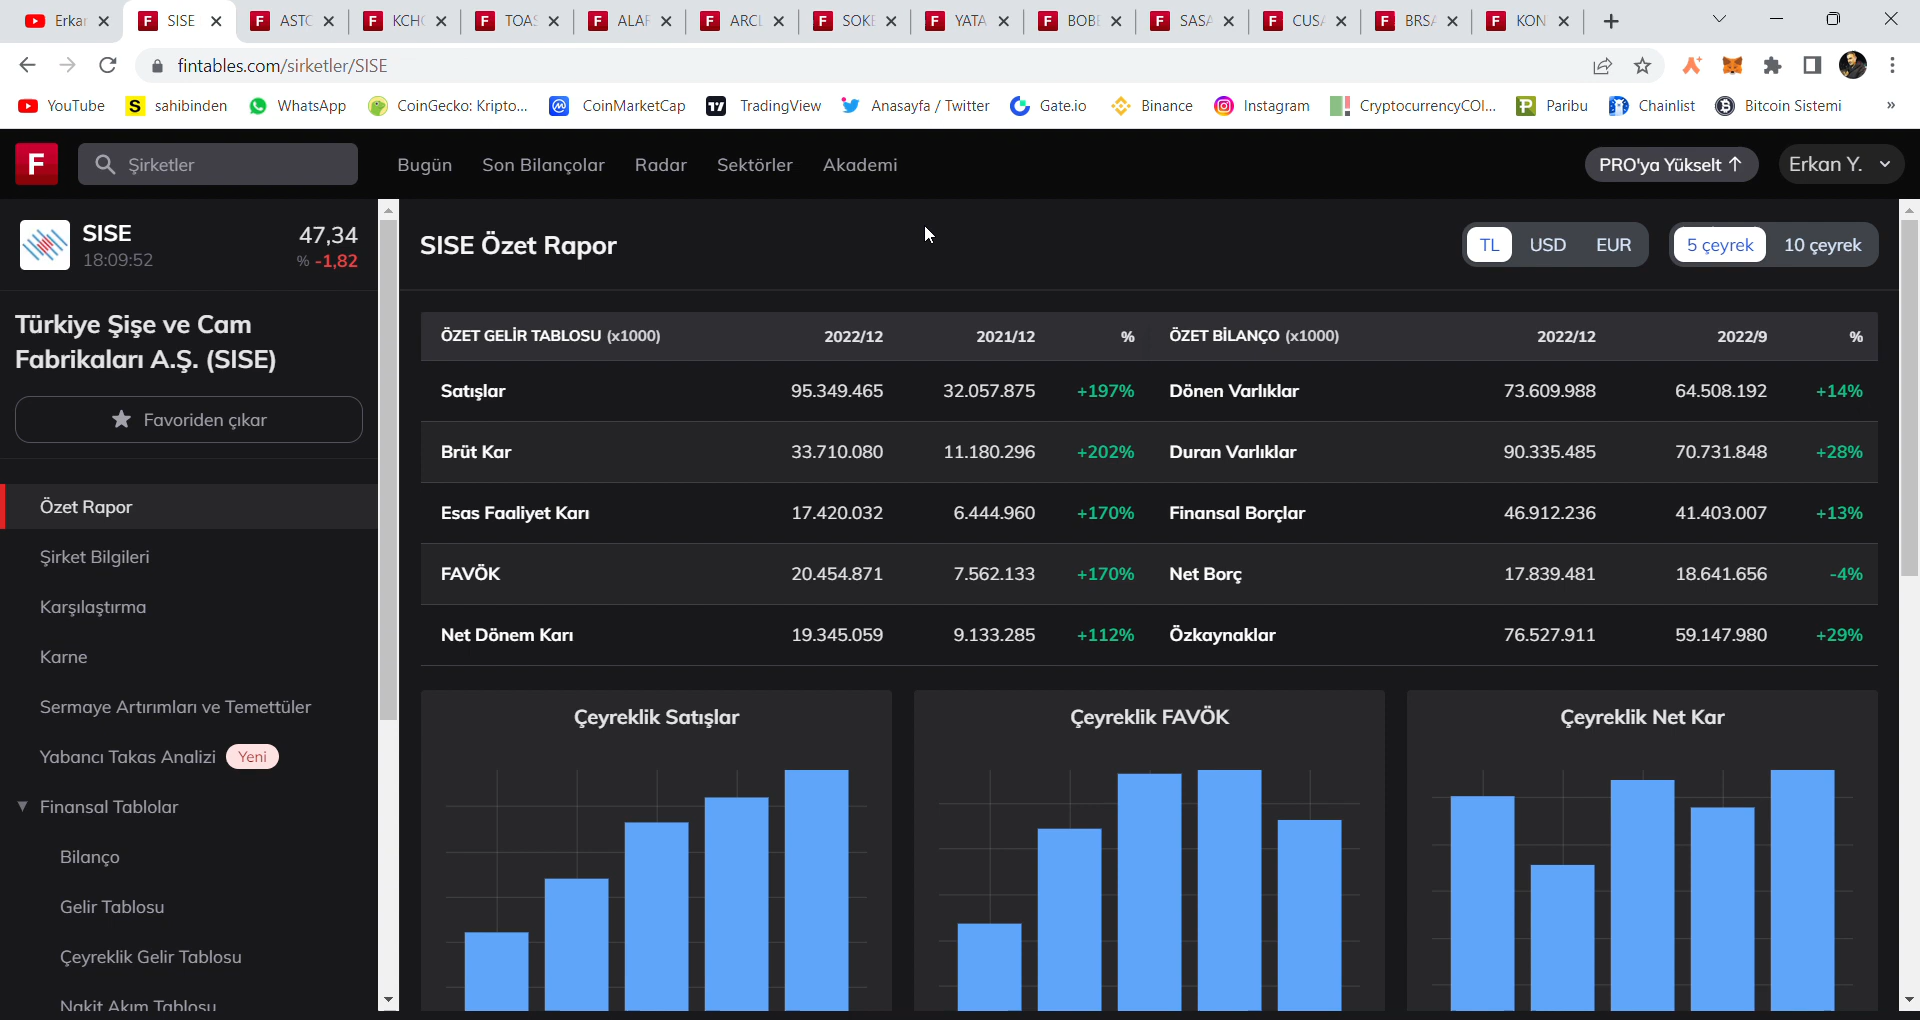 Erkan
SISE
ASTO
KCHO
TOAS
ALAR
ARCL
SOKE
YATA
BOBE
SASA
CUSA
BRSA
KON
fintables.com/sirketler/SISE
YouTube
sahibinden
WhatsApp
CoinGecko: Kripto...
CoinMarketCap
TradingView
Anasayfa / Twitter
Gate.io
Binance
Instagram
CryptocurrencyCOI...
Paribu
Chainlist
Bitcoin Sistemi
»
F
Şirketler
Bugün
Son Bilançolar
Radar
Sektörler
Akademi
PRO'ya Yükselt ↑
Erkan Y.
SISE 47,34
18:09:52 % -1,82
Türkiye Şişe ve Cam
Fabrikaları A.Ş. (SISE)
★ Favoriden çıkar
Özet Rapor
Şirket Bilgileri
Karşılaştırma
Karne
Sermaye Artırımları ve Temettüler
Yabancı Takas Analizi Yeni
Finansal Tablolar
Bilanço
Gelir Tablosu
Çeyreklik Gelir Tablosu
Nakit Akım Tablosu
SISE Özet Rapor
TL USD EUR
5 çeyrek 10 çeyrek
ÖZET GELİR TABLOSU (x1000) 2022/12 2021/12 % ÖZET BİLANÇO (x1000) 2022/12 2022/9 %
Satışlar 95.349.465 32.057.875 +197% Dönen Varlıklar 73.609.988 64.508.192 +14%
Brüt Kar 33.710.080 11.180.296 +202% Duran Varlıklar 90.335.485 70.731.848 +28%
Esas Faaliyet Karı 17.420.032 6.444.960 +170% Finansal Borçlar 46.912.236 41.403.007 +13%
FAVÖK 20.454.871 7.562.133 +170% Net Borç 17.839.481 18.641.656 -4%
Net Dönem Karı 19.345.059 9.133.285 +112% Özkaynaklar 76.527.911 59.147.980 +29%
Çeyreklik Satışlar
Çeyreklik FAVÖK
Çeyreklik Net Kar